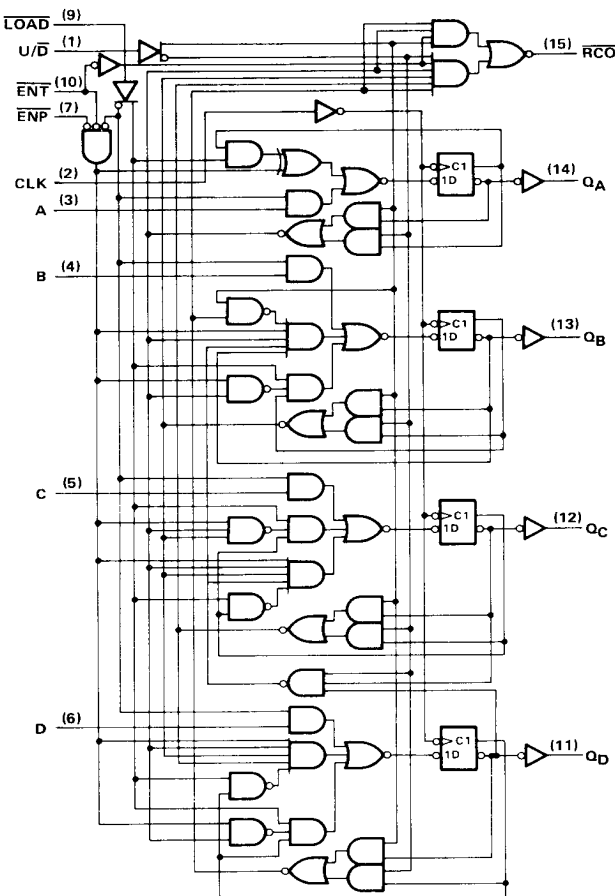 LOAD (9)
U/D (1)
(10)
ENT
(7)
ENP
(15) RCO
CLK (2)
A (3)
C1
1D
(14)
QA
B (4)
C1
1D
(13)
QB
C (5)
C1
1D
(12)
QC
D (6)
C1
1D
(11)
QD